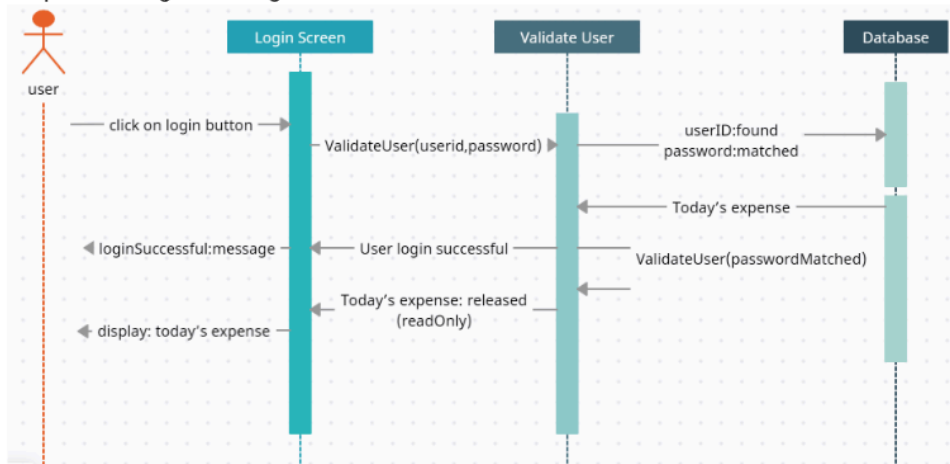 Login Screen
Validate User
Database
user
click on login button
ValidateUser(userid,password)
userID:found
password:matched
Today's expense
loginSuccessful:message
User login successful
ValidateUser(passwordMatched)
Today's expense: released
(readOnly)
display: today's expense